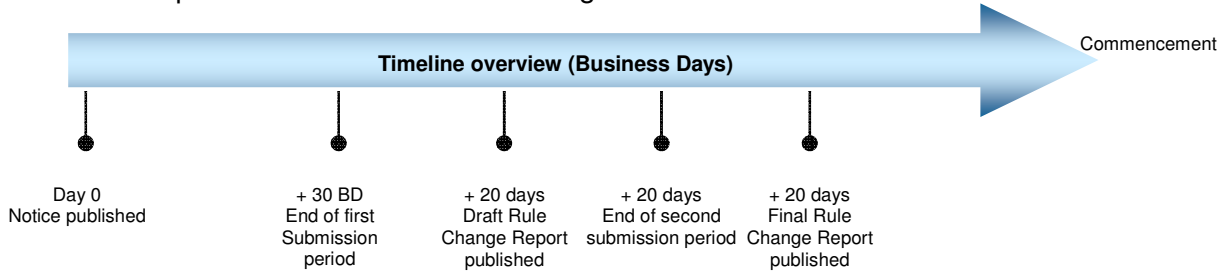 Commencement
Timeline overview (Business Days)
Day 0
Notice published
+ 30 BD
End of first
Submission
period
+ 20 days
Draft Rule
Change Report
published
+ 20 days
End of second
submission period
+ 20 days
Final Rule
Change Report
published